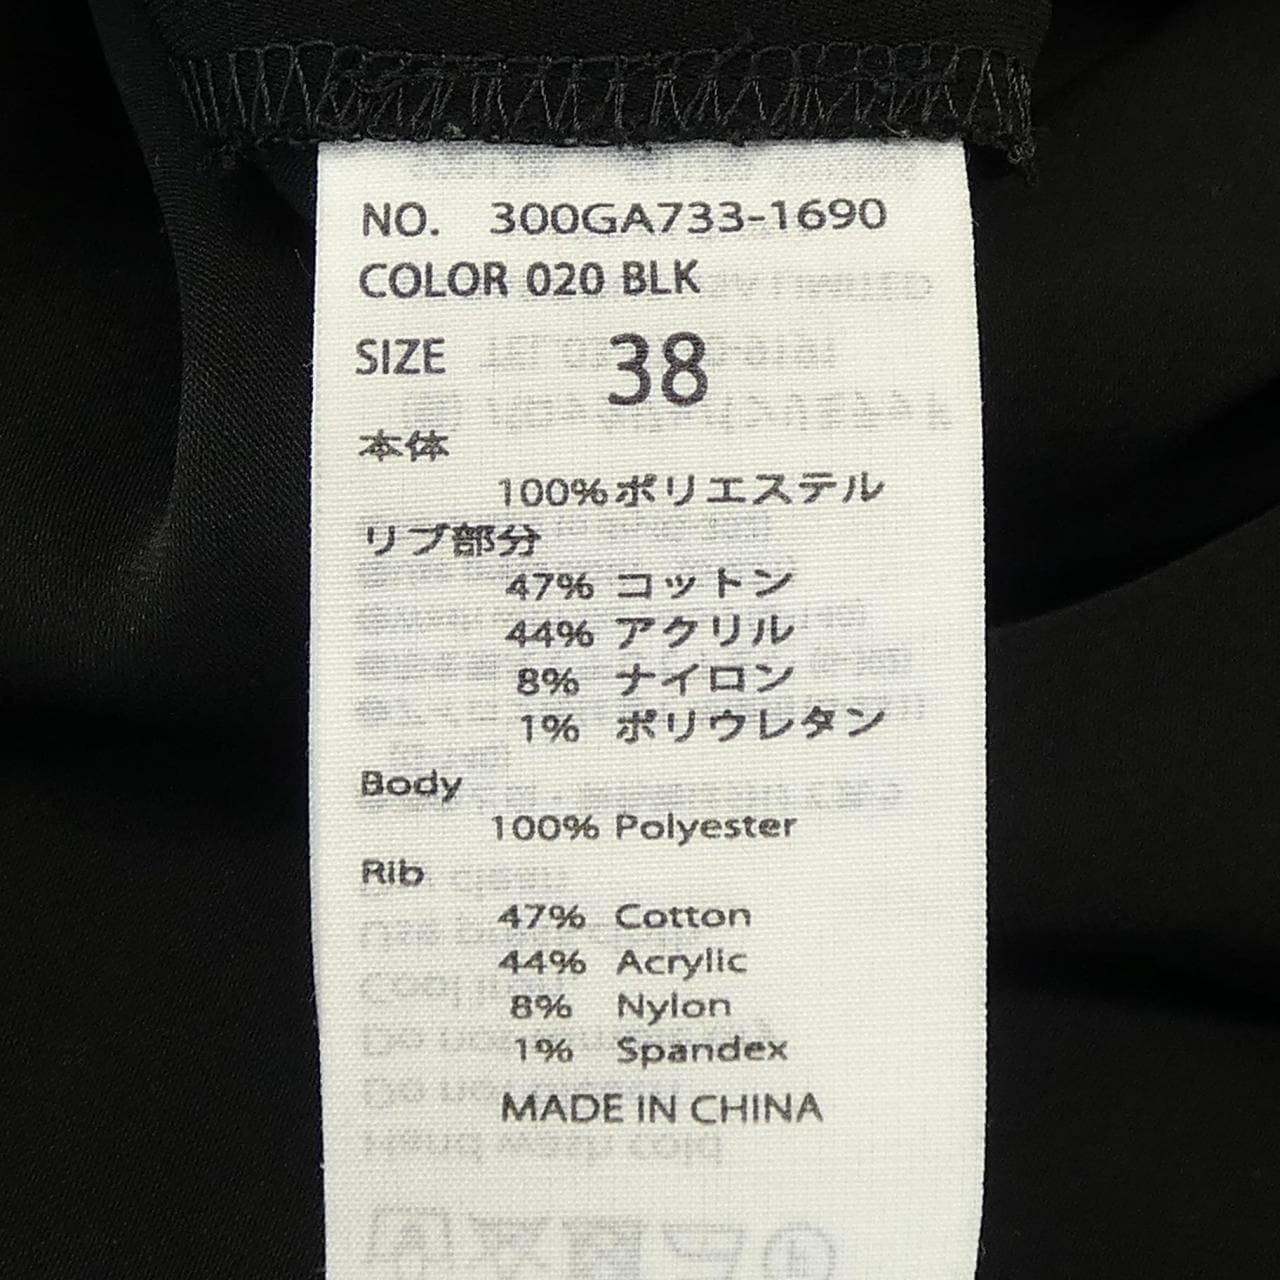 NO. 300GA733-1690
COLOR 020 BLK
SIZE 38
本体
100%ポリエステル
リブ部分
47% コットン
44% アクリル
8% ナイロン
1% ポリウレタン
Body
100% Polyester
Rib
47% Cotton
44% Acrylic
8% Nylon
1% Spandex
MADE IN CHINA